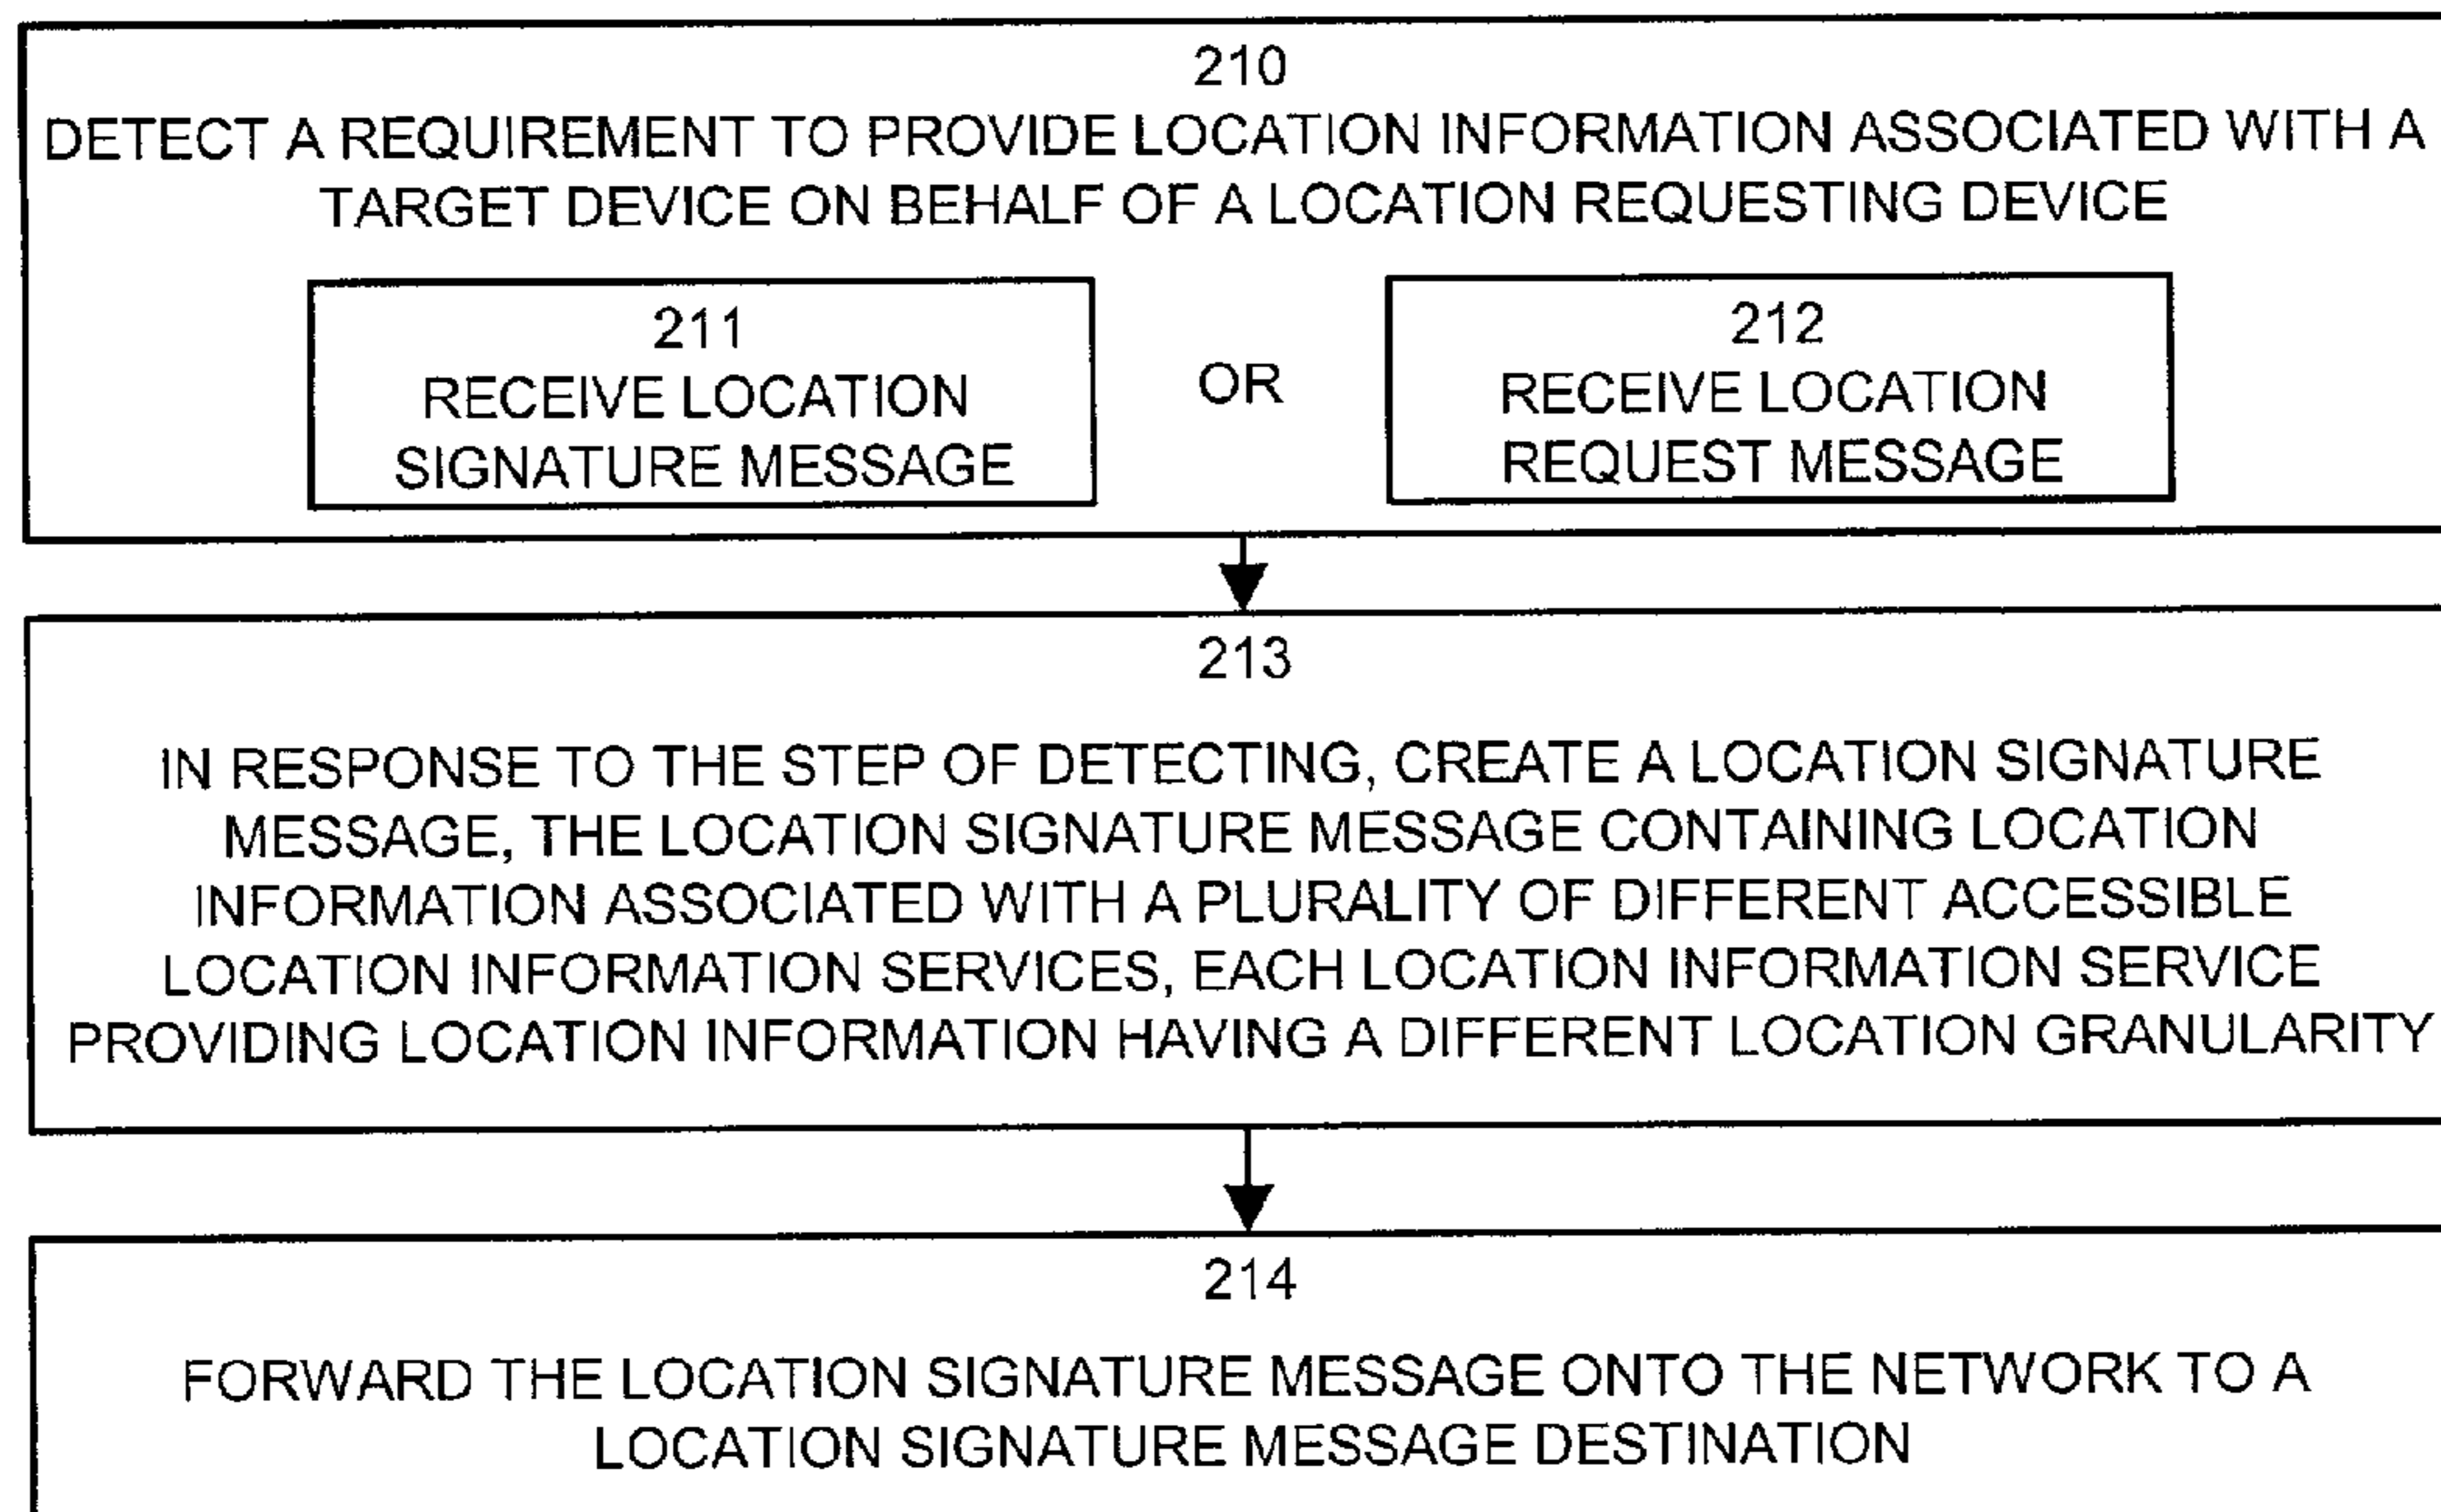 210
DETECT A REQUIREMENT TO PROVIDE LOCATION INFORMATION ASSOCIATED WITH A
TARGET DEVICE ON BEHALF OF A LOCATION REQUESTING DEVICE
211
RECEIVE LOCATION
SIGNATURE MESSAGE
OR
212
RECEIVE LOCATION
REQUEST MESSAGE
213
IN RESPONSE TO THE STEP OF DETECTING, CREATE A LOCATION SIGNATURE
MESSAGE, THE LOCATION SIGNATURE MESSAGE CONTAINING LOCATION
INFORMATION ASSOCIATED WITH A PLURALITY OF DIFFERENT ACCESSIBLE
LOCATION INFORMATION SERVICES, EACH LOCATION INFORMATION SERVICE
PROVIDING LOCATION INFORMATION HAVING A DIFFERENT LOCATION GRANULARITY
214
FORWARD THE LOCATION SIGNATURE MESSAGE ONTO THE NETWORK TO A
LOCATION SIGNATURE MESSAGE DESTINATION